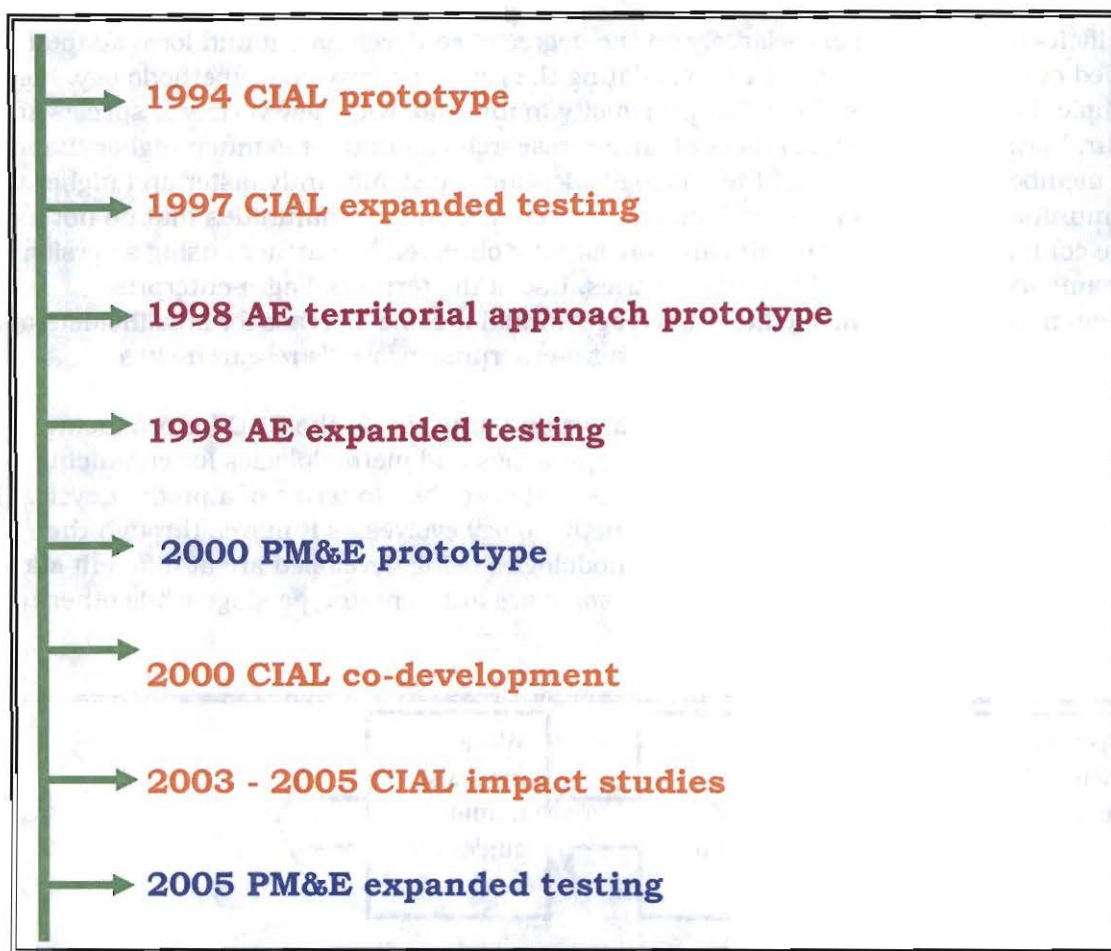 1994 CIAL prototype
1997 CIAL expanded testing
1998 AE territorial approach prototype
1998 AE expanded testing
2000 PM&E prototype
2000 CIAL co-development
2003 - 2005 CIAL impact studies
2005 PM&E expanded testing